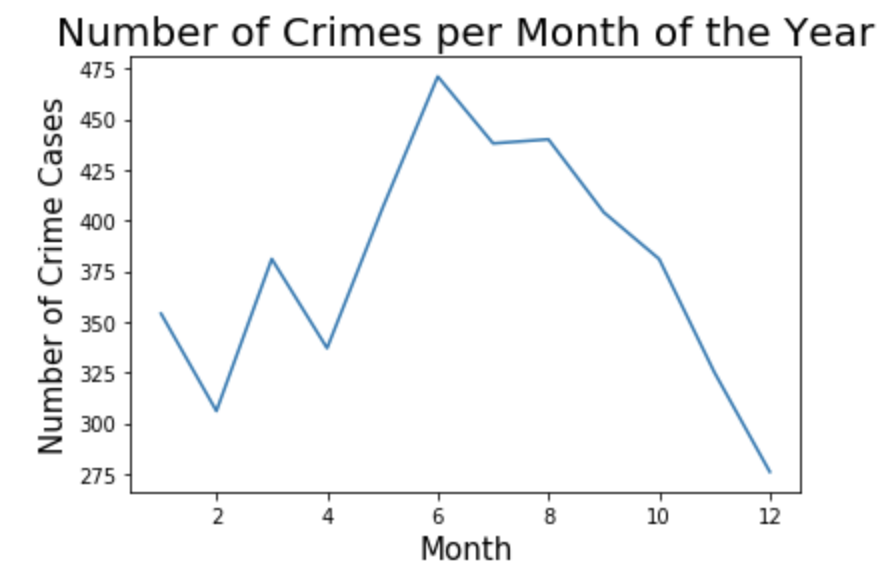 Number of Crimes per Month of the Year
475
450
425
400
375
350
325
300
275
Number of Crime Cases
2 4 6 8 10 12
Month